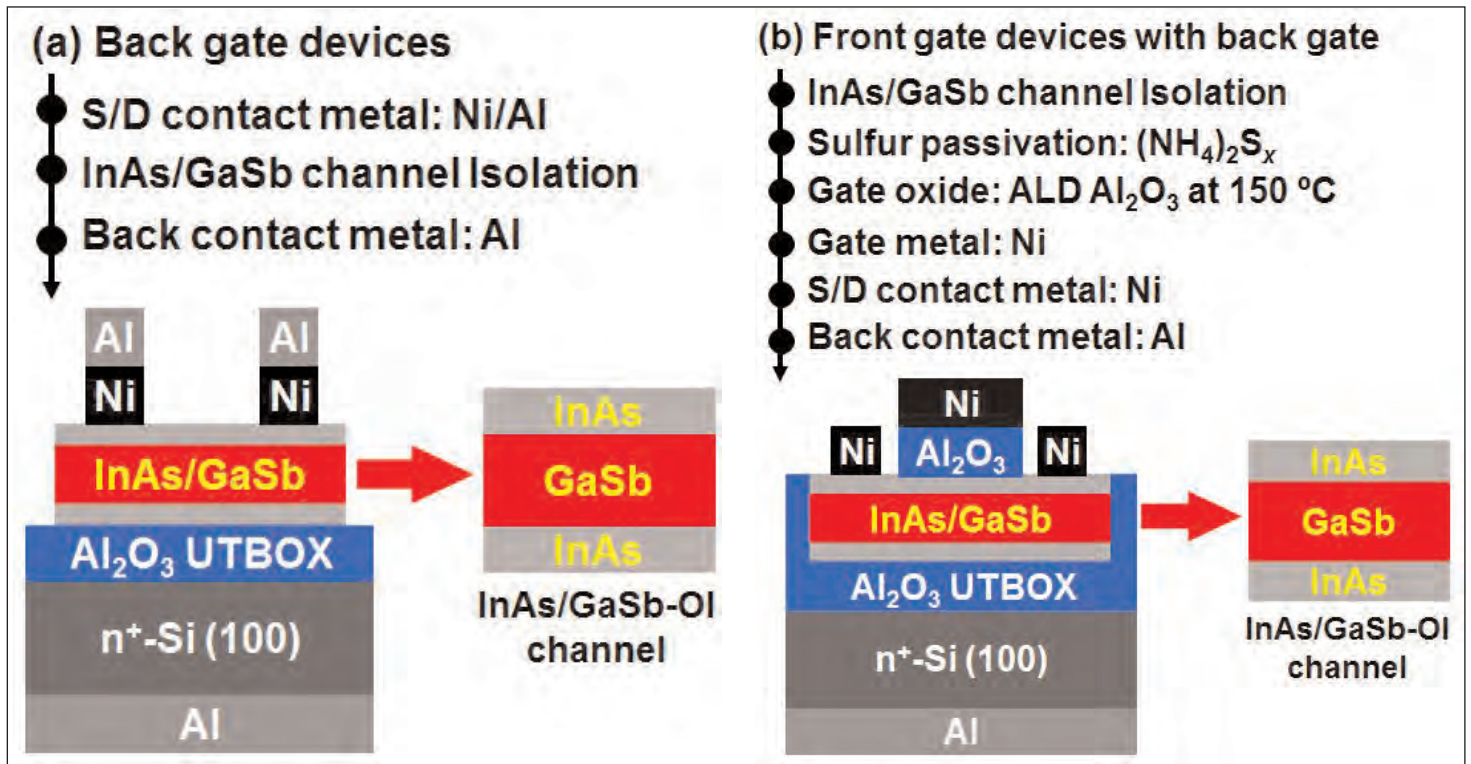 (a) Back gate devices
S/D contact metal: Ni/Al
InAs/GaSb channel Isolation
Back contact metal: Al
Al Al
Ni Ni
InAs/GaSb
Al₂O₃ UTBOX
n⁺-Si (100)
Al
InAs
GaSb
InAs
InAs/GaSb-OI
channel
(b) Front gate devices with back gate
InAs/GaSb channel Isolation
Sulfur passivation: (NH₄)₂Sₓ
Gate oxide: ALD Al₂O₃ at 150 ºC
Gate metal: Ni
S/D contact metal: Ni
Back contact metal: Al
Ni
Ni Al₂O₃ Ni
InAs/GaSb
Al₂O₃ UTBOX
n⁺-Si (100)
Al
InAs
GaSb
InAs
InAs/GaSb-OI
channel